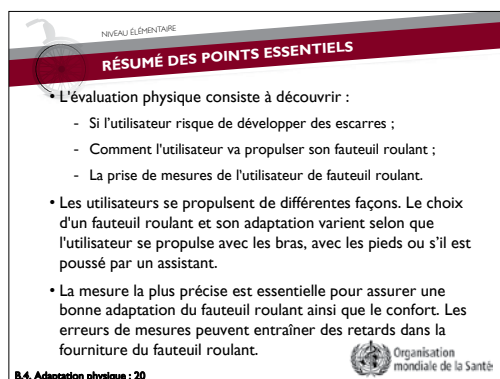 NIVEAU ÉLÉMENTAIRE
RÉSUMÉ DES POINTS ESSENTIELS
• L'évaluation physique consiste à découvrir :
- Si l'utilisateur risque de développer des escarres ;
- Comment l'utilisateur va propulser son fauteuil roulant ;
- La prise de mesures de l'utilisateur de fauteuil roulant.
• Les utilisateurs se propulsent de différentes façons. Le choix
d'un fauteuil roulant et son adaptation varient selon que
l'utilisateur se propulse avec les bras, avec les pieds ou s'il est
poussé par un assistant.
• La mesure la plus précise est essentielle pour assurer une
bonne adaptation du fauteuil roulant ainsi que le confort. Les
erreurs de mesures peuvent entraîner des retards dans la
fourniture du fauteuil roulant.
Organisation
mondiale de la Santé
B.4. Adaptation physique : 20